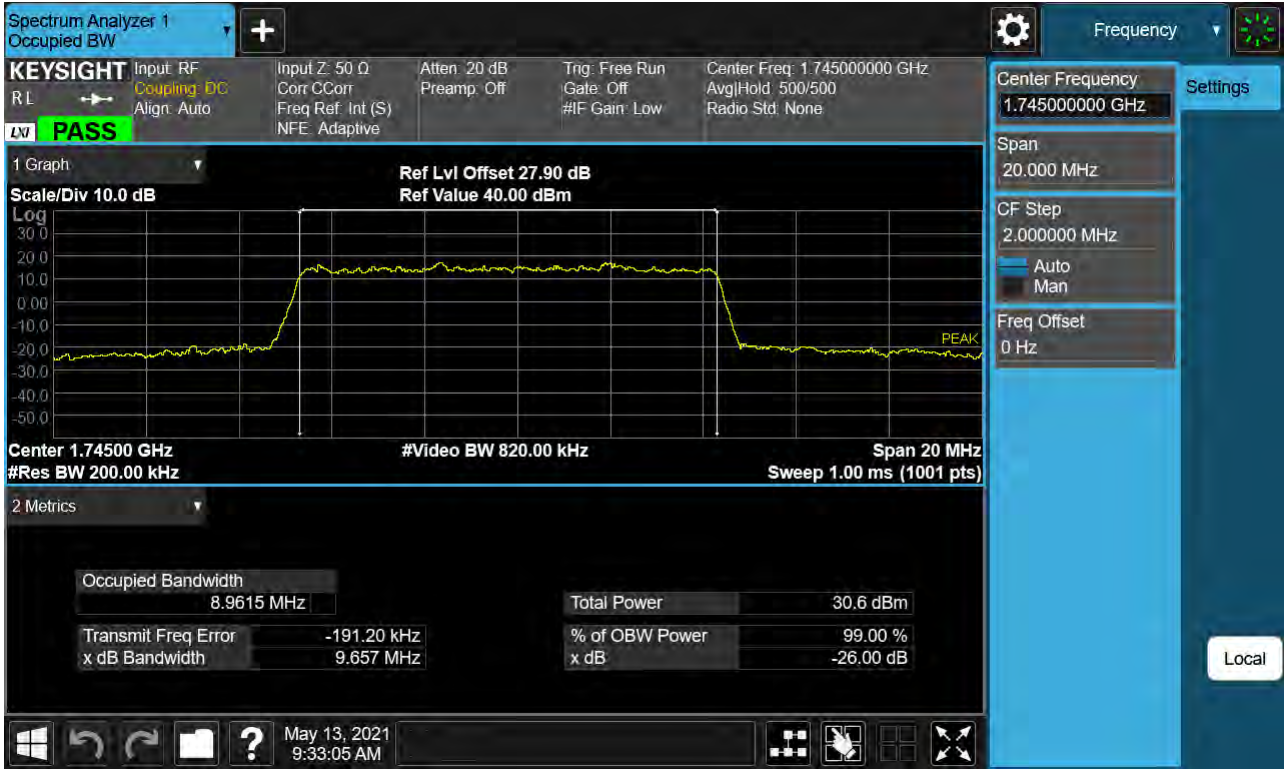 Spectrum Analyzer 1
Occupied BW
Frequency
KEYSIGHT
RL
LXI
PASS
Input: RF
Coupling: DC
Align: Auto
Input Z: 50 Ω
Corr CCorr
Freq Ref: Int (S)
NFE: Adaptive
Atten: 20 dB
Preamp: Off
Trig: Free Run
Gate: Off
#IF Gain: Low
Center Freq: 1.745000000 GHz
Avg|Hold: 500/500
Radio Std: None
1 Graph
Scale/Div 10.0 dB
Ref Lvl Offset 27.90 dB
Ref Value 40.00 dBm
Log
30.0
20.0
10.0
0.00
-10.0
-20.0
-30.0
-40.0
-50.0
PEAK
Center 1.74500 GHz
#Video BW 820.00 kHz
Span 20 MHz
#Res BW 200.00 kHz
Sweep 1.00 ms (1001 pts)
2 Metrics
Occupied Bandwidth
8.9615 MHz
Total Power 30.6 dBm
Transmit Freq Error -191.20 kHz
% of OBW Power 99.00 %
x dB Bandwidth 9.657 MHz
x dB -26.00 dB
Center Frequency
1.745000000 GHz
Settings
Span
20.000 MHz
CF Step
2.000000 MHz
Auto
Man
Freq Offset
0 Hz
Local
?
May 13, 2021
9:33:05 AM